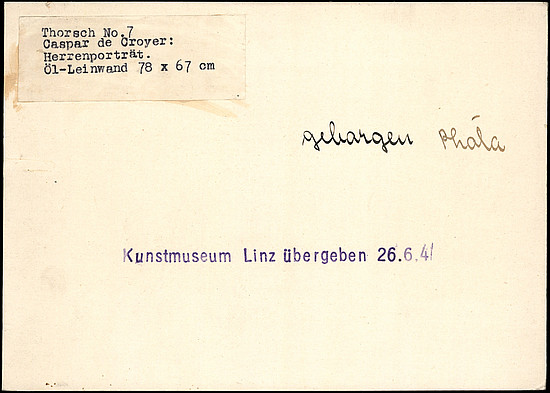 Thorsch No.7
Caspar de Croyer:
Herrenporträt.
Öl-Leinwand 78 x 67 cm
geborgen
Kunstmuseum Linz übergeben 26.6.41